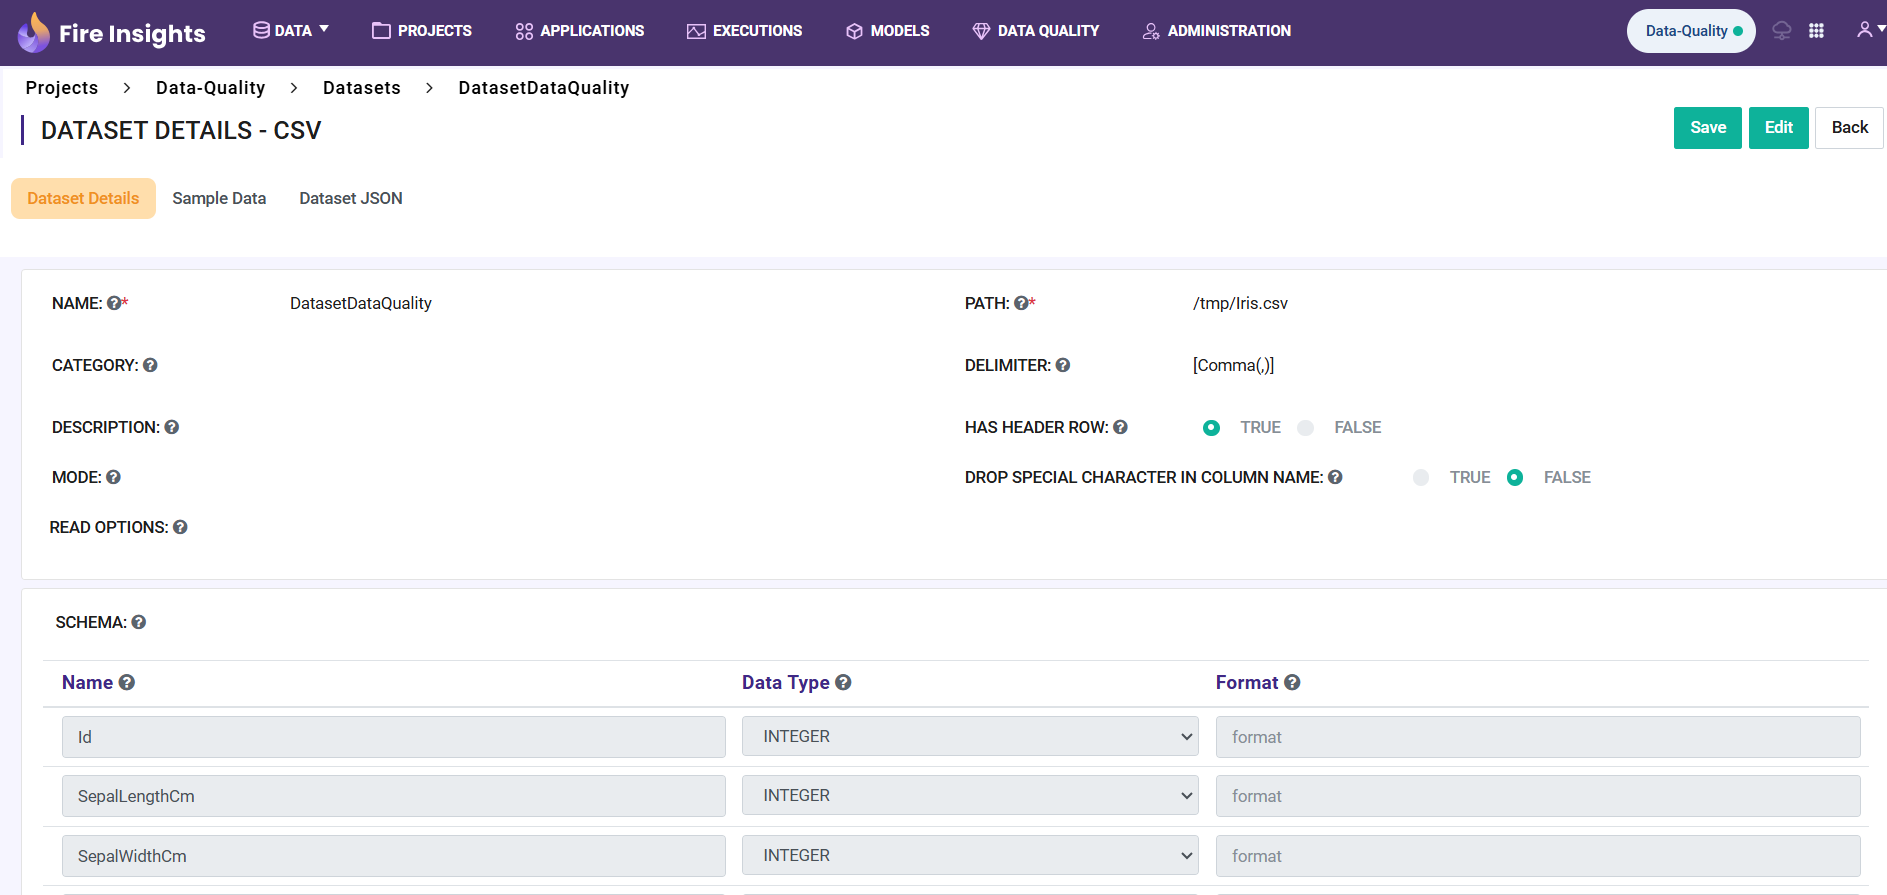 Fire Insights DATA PROJECTS APPLICATIONS EXECUTIONS MODELS DATA QUALITY ADMINISTRATION Data-Quality
Projects > Data-Quality > Datasets > DatasetDataQuality
DATASET DETAILS - CSV
Save Edit Back
Dataset Details Sample Data Dataset JSON
NAME: ?* DatasetDataQuality PATH: ?* /tmp/Iris.csv
CATEGORY: ? DELIMITER: ? [Comma(,)]
DESCRIPTION: ? HAS HEADER ROW: ? TRUE FALSE
MODE: ? DROP SPECIAL CHARACTER IN COLUMN NAME: ? TRUE FALSE
READ OPTIONS: ?
SCHEMA: ?
Name ? Data Type ? Format ?
Id INTEGER format
SepalLengthCm INTEGER format
SepalWidthCm INTEGER format